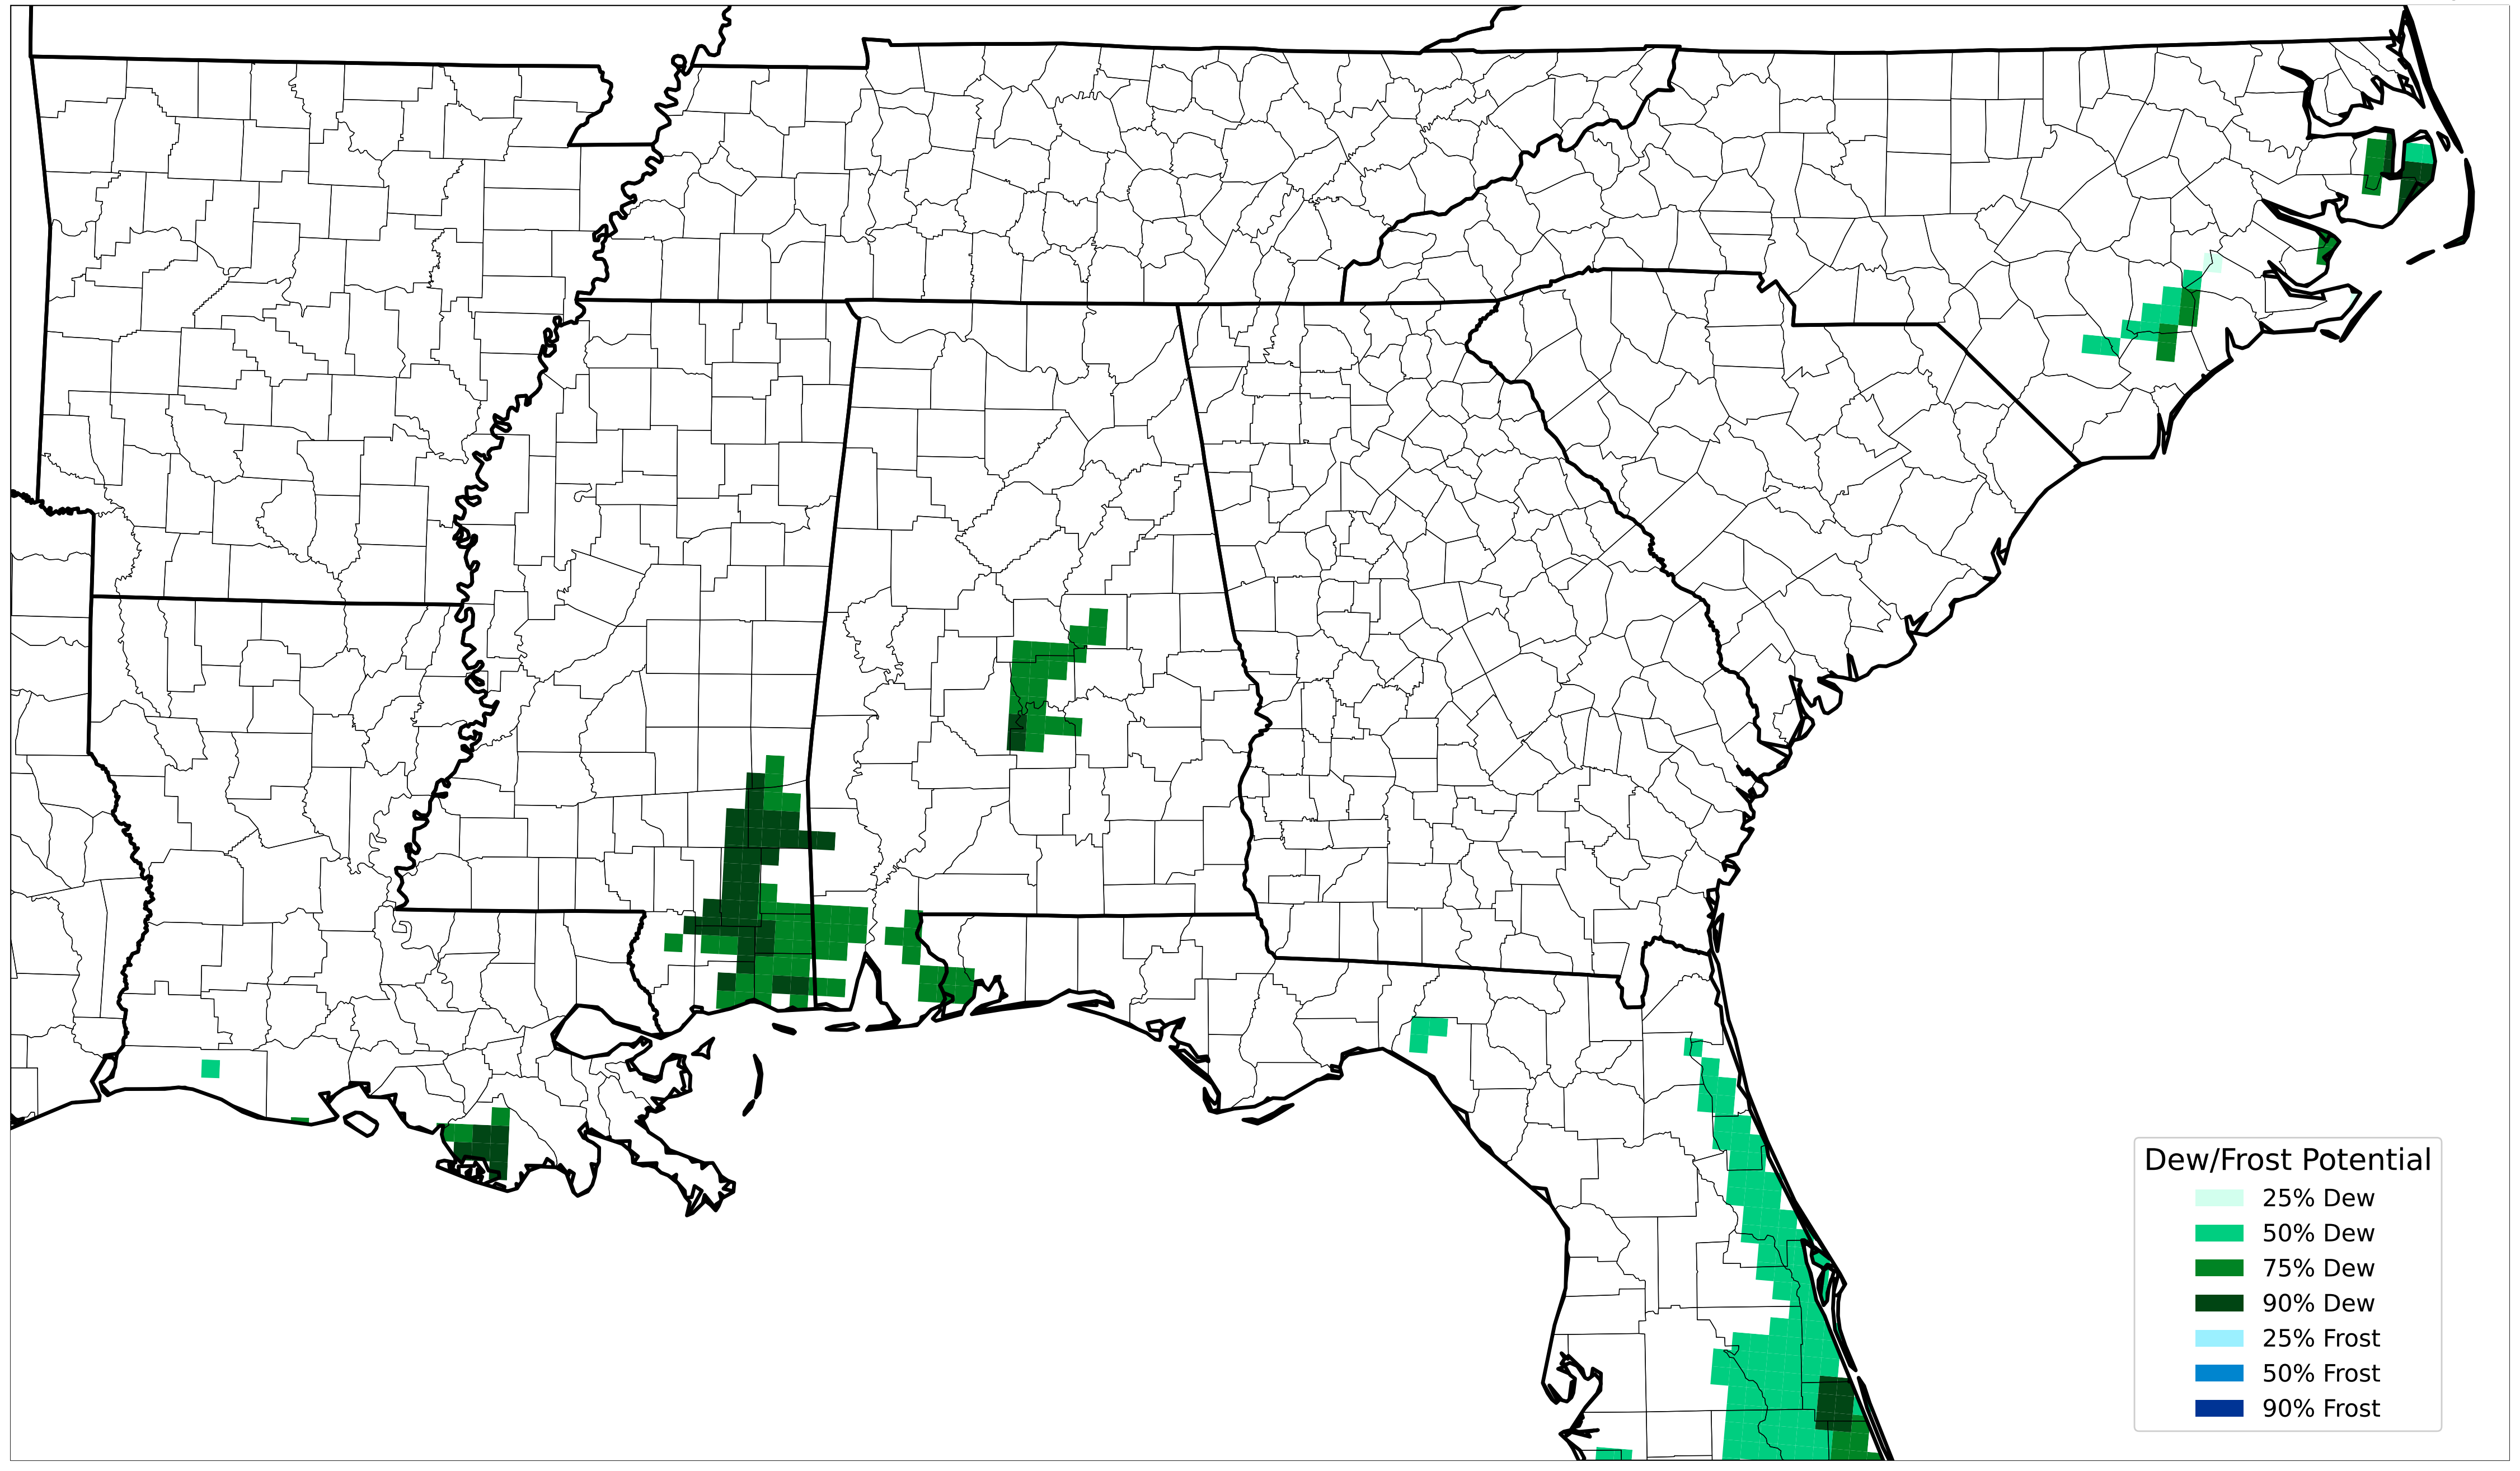 Dew/Frost Potential
25% Dew
50% Dew
75% Dew
90% Dew
25% Frost
50% Frost
90% Frost